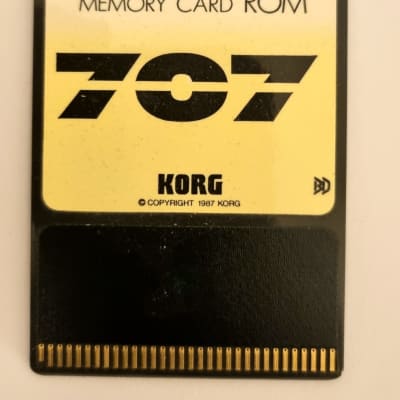 MEMORY CARD ROM
707
KORG
© COPYRIGHT 1987 KORG